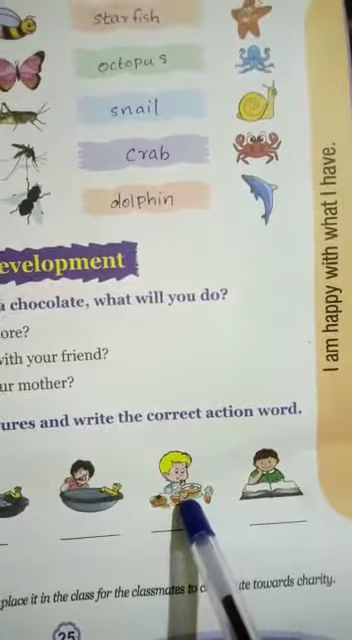 starfish
octopus
snail
crab
dolphin
I am happy with what I have.
evelopment
a chocolate, what will you do?
ore?
with your friend?
ur mother?
ures and write the correct action word.
place it in the class for the classmates to ate towards charity.
25